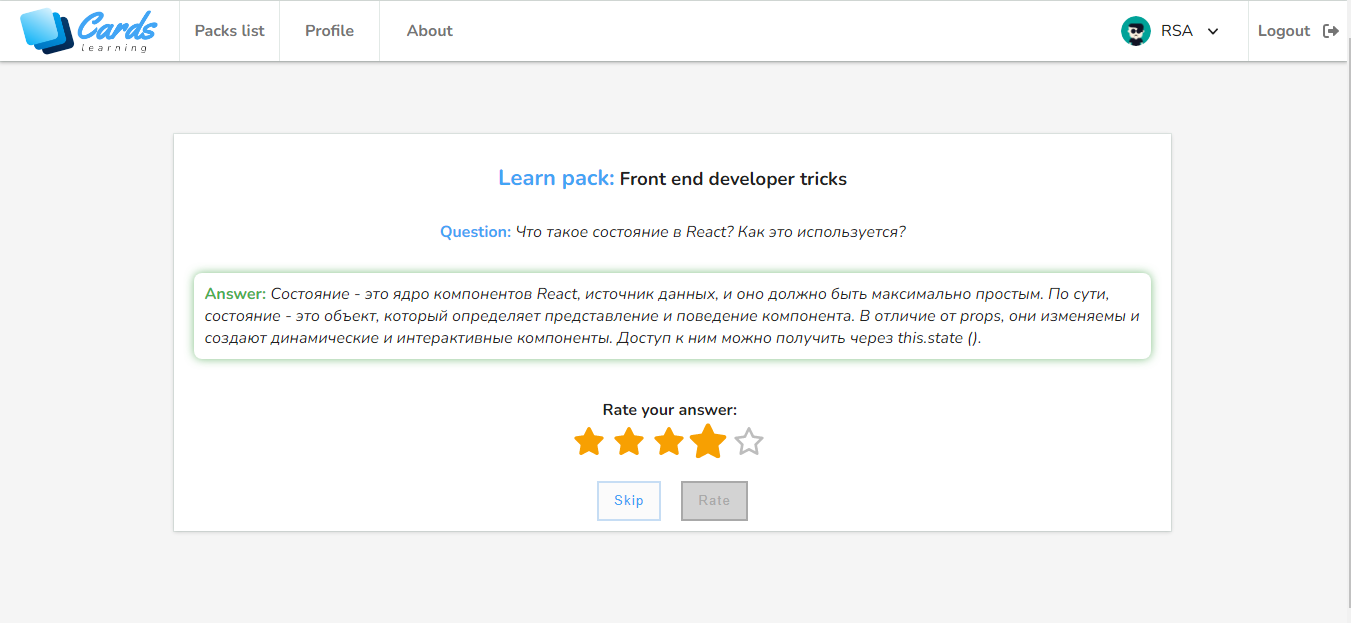 Cards
learning
Packs list
Profile
About
RSA
Logout
Learn pack: Front end developer tricks
Question: Что такое состояние в React? Как это используется?
Answer: Состояние - это ядро компонентов React, источник данных, и оно должно быть максимально простым. По сути,
состояние - это объект, который определяет представление и поведение компонента. В отличие от props, они изменяемы и
создают динамические и интерактивные компоненты. Доступ к ним можно получить через this.state ().
Rate your answer:
Skip
Rate